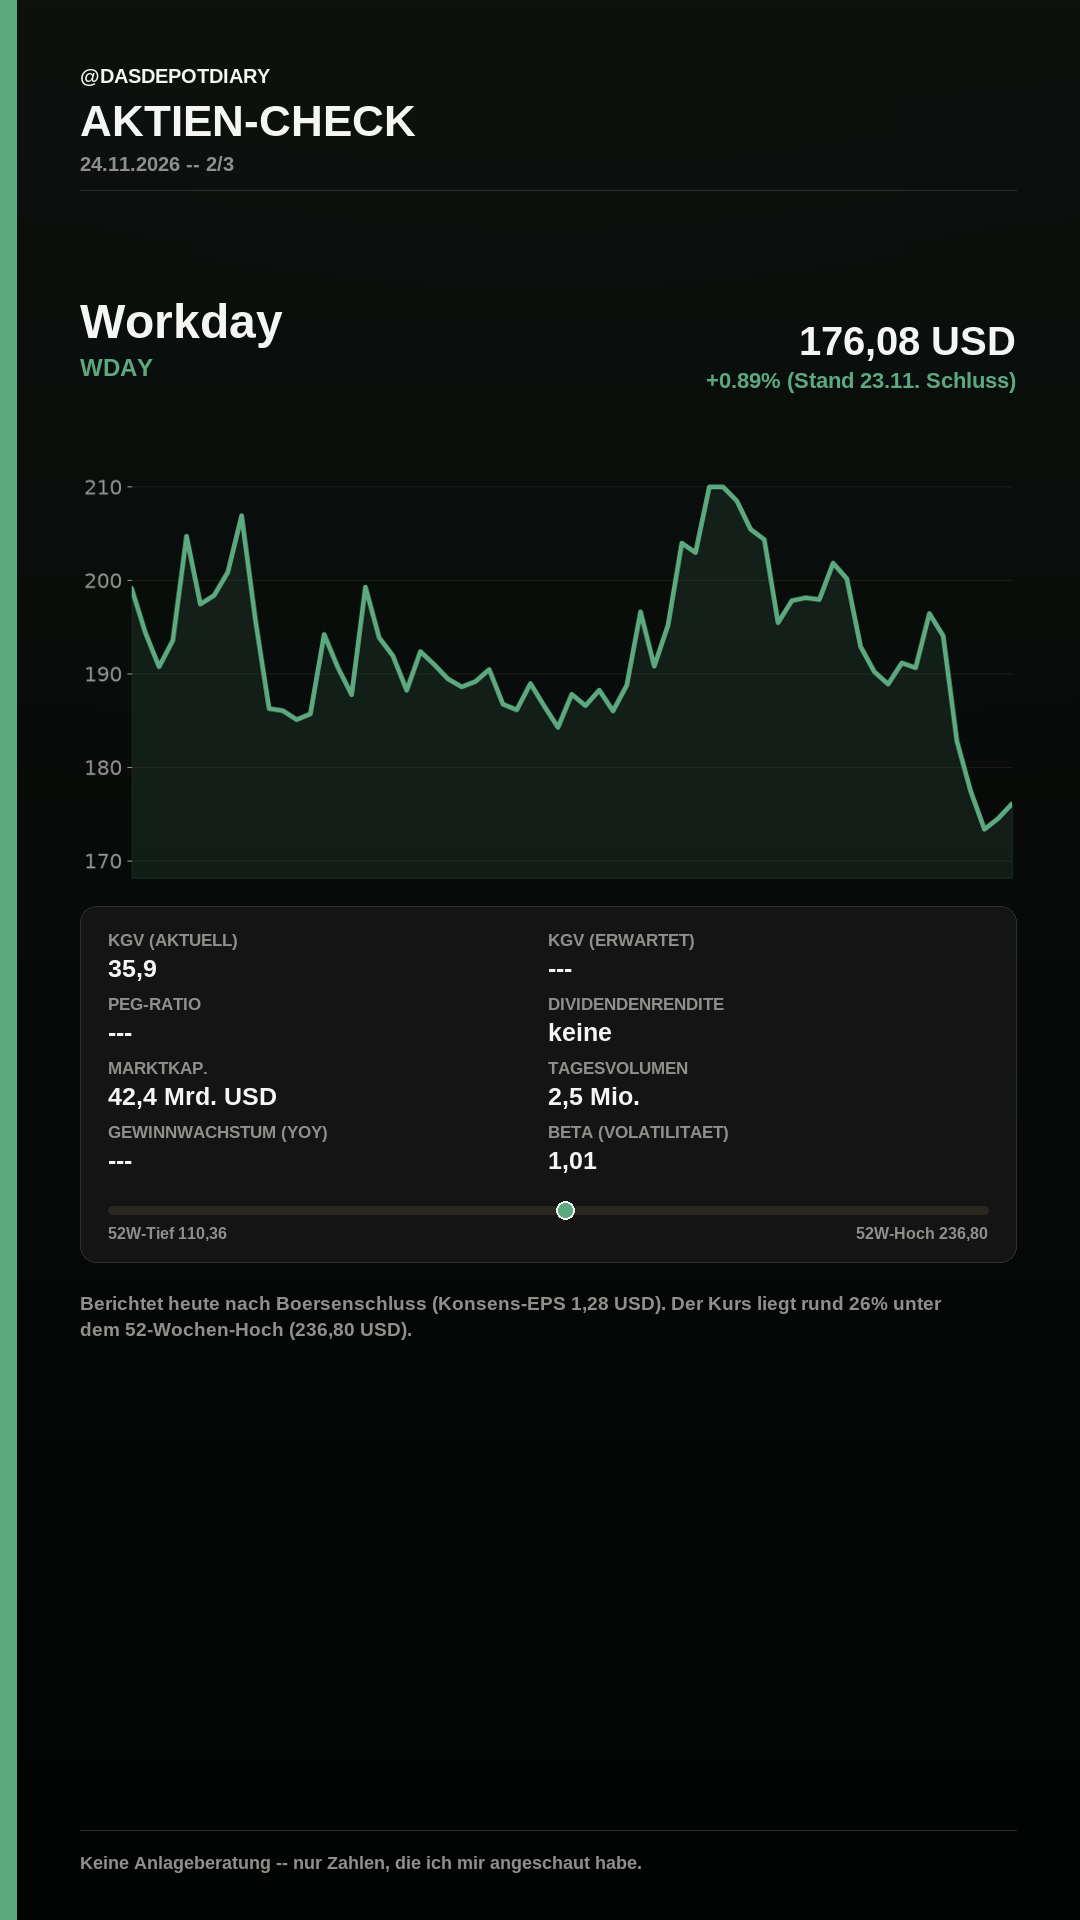 @DASDEPOTDIARY
AKTIEN-CHECK
24.11.2026 -- 2/3
Workday
WDAY
176,08 USD
+0.89% (Stand 23.11. Schluss)
210
200
190
180
170
KGV (AKTUELL)
35,9
KGV (ERWARTET)
---
PEG-RATIO
---
DIVIDENDENRENDITE
keine
MARKTKAP.
42,4 Mrd. USD
TAGESVOLUMEN
2,5 Mio.
GEWINNWACHSTUM (YOY)
---
BETA (VOLATILITAET)
1,01
52W-Tief 110,36
52W-Hoch 236,80
Berichtet heute nach Boersenschluss (Konsens-EPS 1,28 USD). Der Kurs liegt rund 26% unter
dem 52-Wochen-Hoch (236,80 USD).
Keine Anlageberatung -- nur Zahlen, die ich mir angeschaut habe.